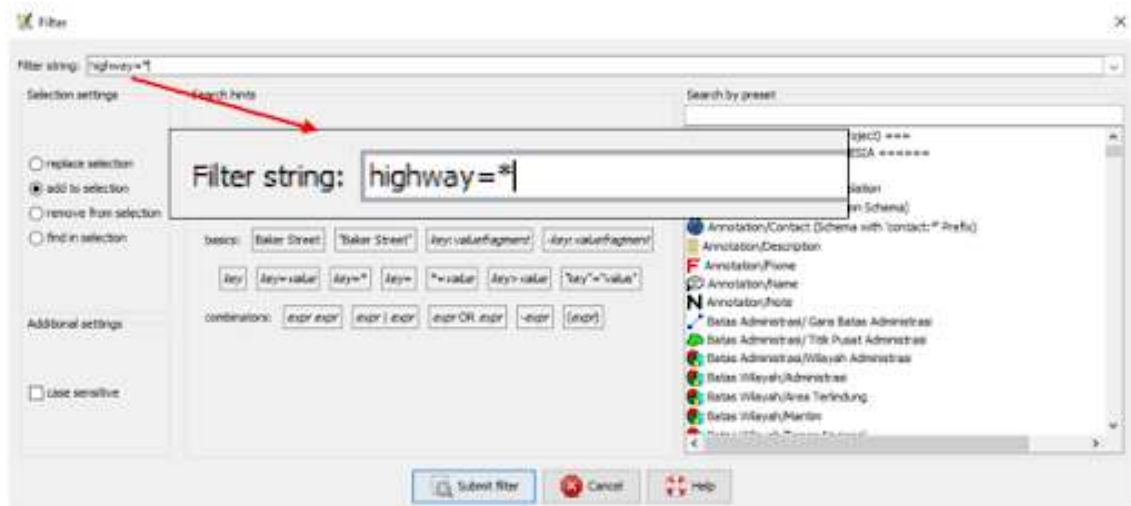 Filter
Filter string: highway=*
Selection settings
Search hints
Search by preset
Filter string: highway=*
replace selection
add to selection
remove from selection
find in selection
basics: Baker Street "Baker Street" key:valuefragment -key:valuefragment
key key=value key=* key= *=value key>value "key"="value"
combinators: expr expr expr | expr expr OR expr -expr (expr)
Additional settings
case sensitive
Annotation/Contact (Schema with 'contact:*' Prefix)
Annotation/Description
Annotation/Fixme
Annotation/Name
Annotation/Note
Batas Administrasi/ Garis Batas Administrasi
Batas Administrasi/ Titik Pusat Administrasi
Batas Administrasi/Wilayah Administrasi
Batas Wilayah/Administrasi
Batas Wilayah/Area Terlindung
Batas Wilayah/Maritim
Submit filter
Cancel
Help